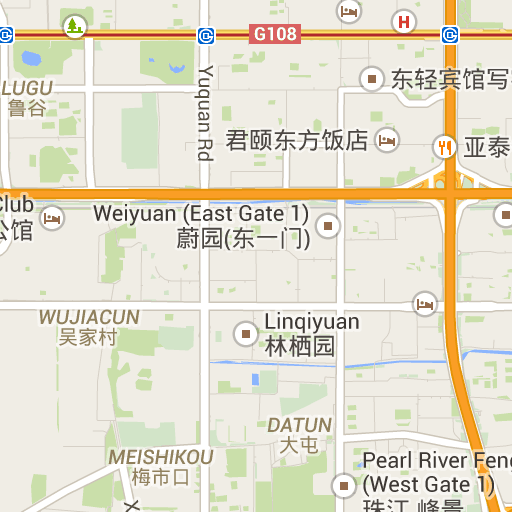 H
G108
LUGU
鲁谷
Yuquan Rd
东轻宾馆写
君颐东方饭店
亚泰
Club
公馆
Weiyuan (East Gate 1)
蔚园(东一门)
WUJIACUN
吴家村
Linqiyuan
林栖园
DATUN
大屯
MEISHIKOU
梅市口
Pearl River Feng
(West Gate 1)
珠江 峰景
X